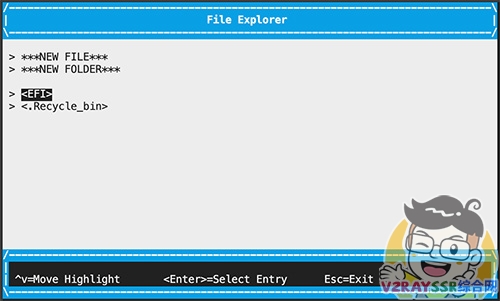 File Explorer
> ***NEW FILE***
> ***NEW FOLDER***
> <EFI>
> <.Recycle_bin>
^v=Move Highlight <Enter>=Select Entry Esc=Exit
V2RAYSSR综合网